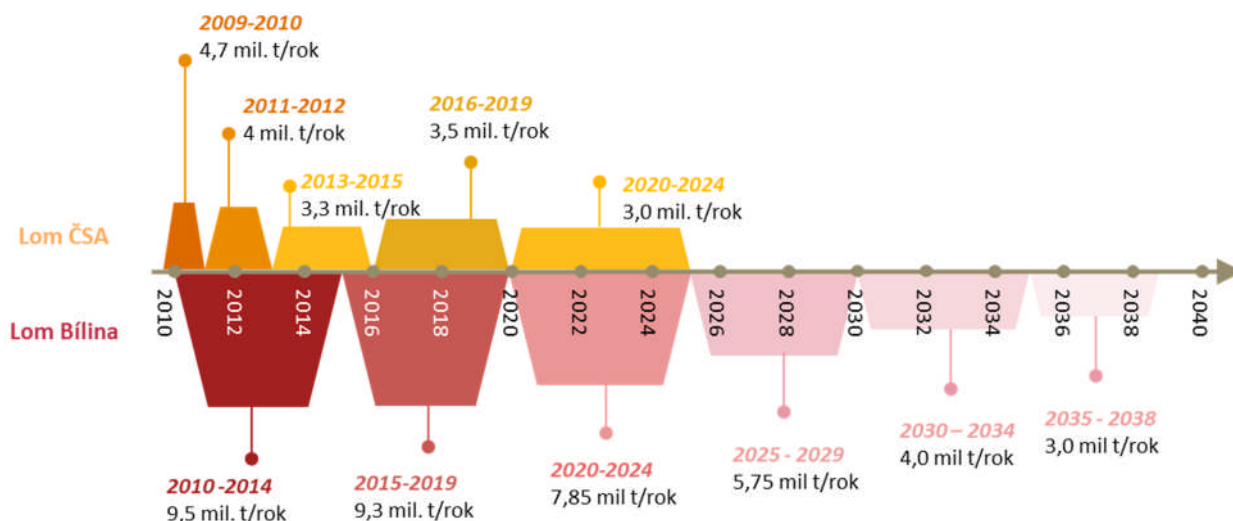 2009-2010
4,7 mil. t/rok
2011-2012
4 mil. t/rok
2016-2019
3,5 mil. t/rok
2013-2015
3,3 mil. t/rok
2020-2024
3,0 mil. t/rok
Lom ČSA
2010
2012
2014
2016
2018
2020
2022
2024
2026
2028
2030
2032
2034
2036
2038
2040
Lom Bílina
2010 -2014
9,5 mil. t/rok
2015-2019
9,3 mil t/rok
2020-2024
7,85 mil t/rok
2025 - 2029
5,75 mil t/rok
2030 – 2034
4,0 mil t/rok
2035 - 2038
3,0 mil t/rok